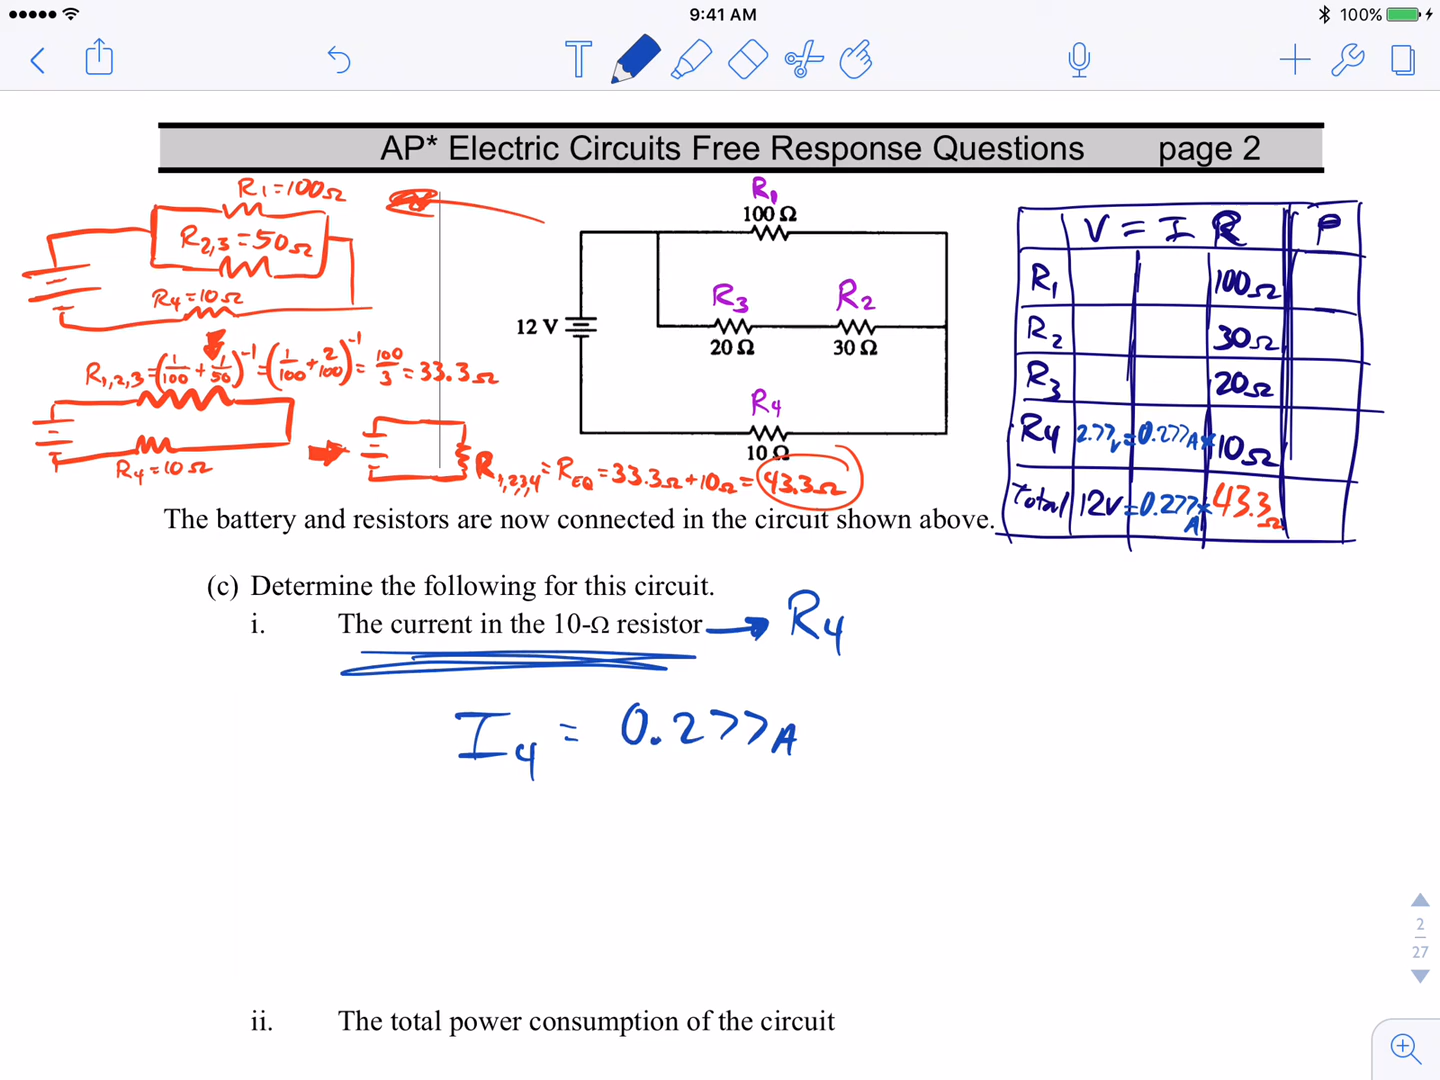 9:41 AM
100%
T
AP* Electric Circuits Free Response Questions page 2
R1=100Ω
R2,3=50Ω
R4=10Ω
R1,2,3=(1/100+1/50)^-1=(1/100+2/100)^-1=100/3=33.3Ω
R4=10Ω
R1,2,3,4=REQ=33.3Ω+10Ω=43.3Ω
R1
100 Ω
R3
R2
12 V
20 Ω
30 Ω
R4
10 Ω
V = I R P
R1 100Ω
R2 30Ω
R3 20Ω
R4 2.77V=0.277A*10Ω
Total 12V=0.277A*43.3Ω
The battery and resistors are now connected in the circuit shown above.
(c) Determine the following for this circuit.
i. The current in the 10-Ω resistor → R4
I4 = 0.277A
ii. The total power consumption of the circuit
2
27